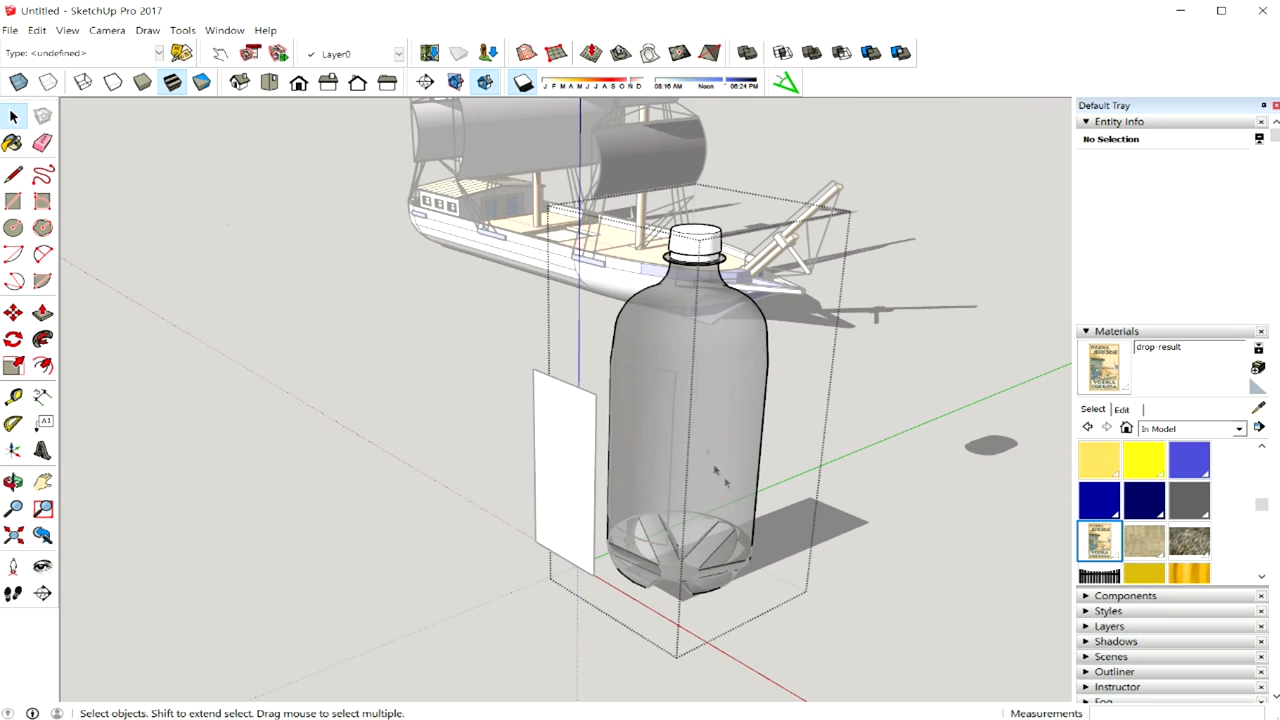 Untitled - SketchUp Pro 2017
File Edit View Camera Draw Tools Window Help
Type: <undefined>
✓ Layer0
J F M A M J J A S O N D
08:16 AM Noon 06:24 PM
A1
Default Tray
Entity Info
No Selection
Materials
drop-result
Select Edit
In Model
Components
Styles
Layers
Shadows
Scenes
Outliner
Instructor
Fog
Select objects. Shift to extend select. Drag mouse to select multiple.
Measurements